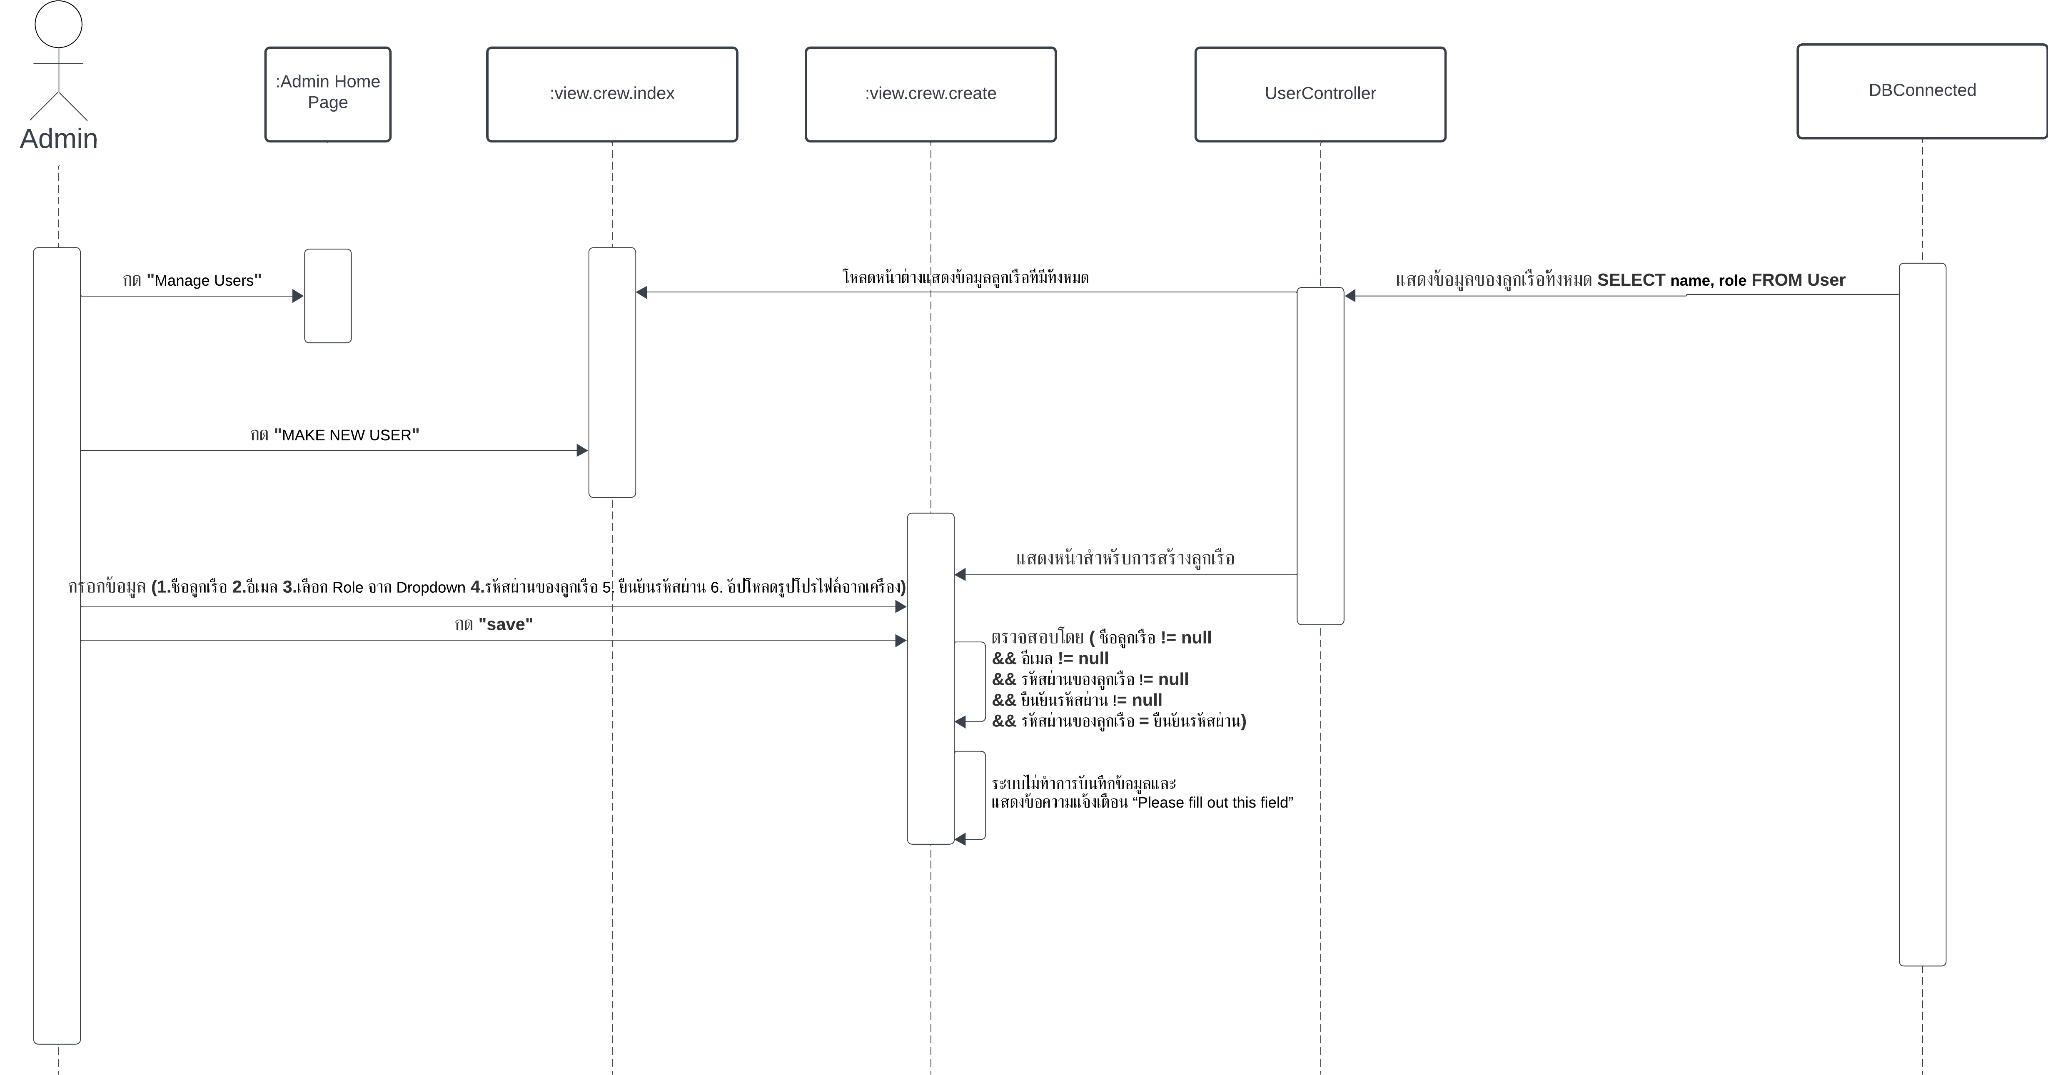 Admin
:Admin Home
Page
:view.crew.index
:view.crew.create
UserController
DBConnected
กด "Manage Users"
โหลดหน้าต่างแสดงข้อมูลลูกเรือที่มีทั้งหมด
แสดงข้อมูลของลูกเรือทั้งหมด SELECT name, role FROM User
กด "MAKE NEW USER"
แสดงหน้าสำหรับการสร้างลูกเรือ
กรอกข้อมูล (1.ชื่อลูกเรือ 2.อีเมล 3.เลือก Role จาก Dropdown 4.รหัสผ่านของลูกเรือ 5. ยืนยันรหัสผ่าน 6. อัปโหลดรูปโปรไฟล์จากเครื่อง)
กด "save"
ตรวจสอบโดย ( ชื่อลูกเรือ != null
&& อีเมล != null
&& รหัสผ่านของลูกเรือ != null
&& ยืนยันรหัสผ่าน != null
&& รหัสผ่านของลูกเรือ = ยืนยันรหัสผ่าน)
ระบบไม่ทำการบันทึกข้อมูลและ
แสดงข้อความแจ้งเตือน “Please fill out this field”